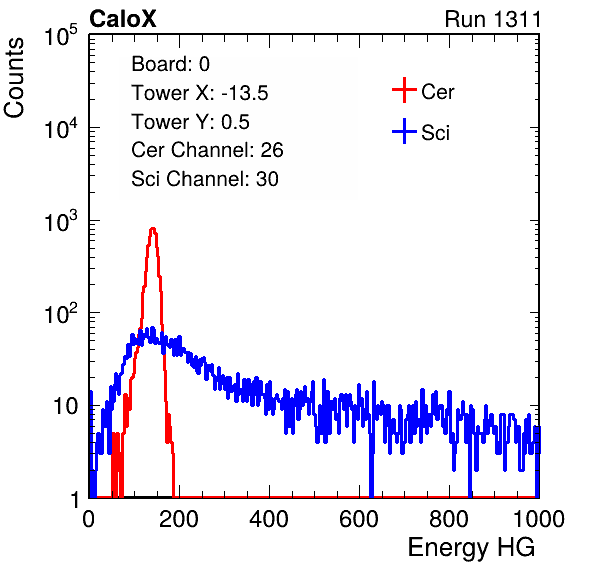 CaloX Run 1311
Counts
Board: 0
Tower X: -13.5
Tower Y: 0.5
Cer Channel: 26
Sci Channel: 30
Cer
Sci
10^5
10^4
10^3
10^2
10
1
0 200 400 600 800 1000
Energy HG